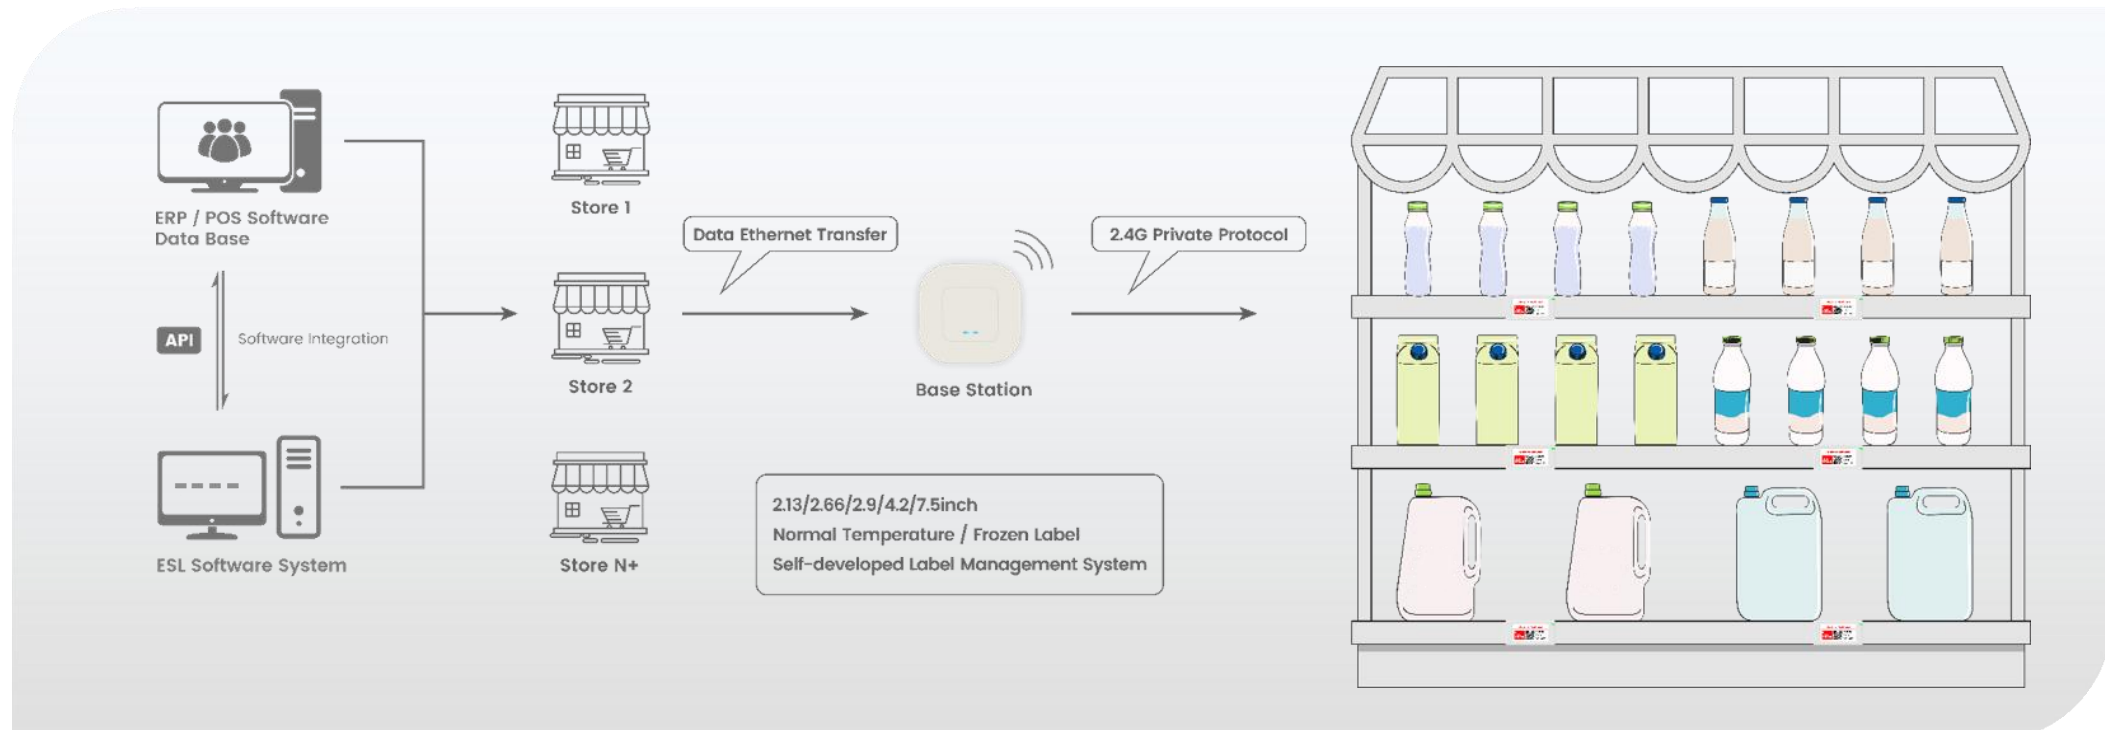 ERP / POS Software
Data Base
API
Software Integration
ESL Software System
Store 1
Store 2
Store N+
Data Ethernet Transfer
Base Station
2.4G Private Protocol
2.13/2.66/2.9/4.2/7.5inch
Normal Temperature / Frozen Label
Self-developed Label Management System